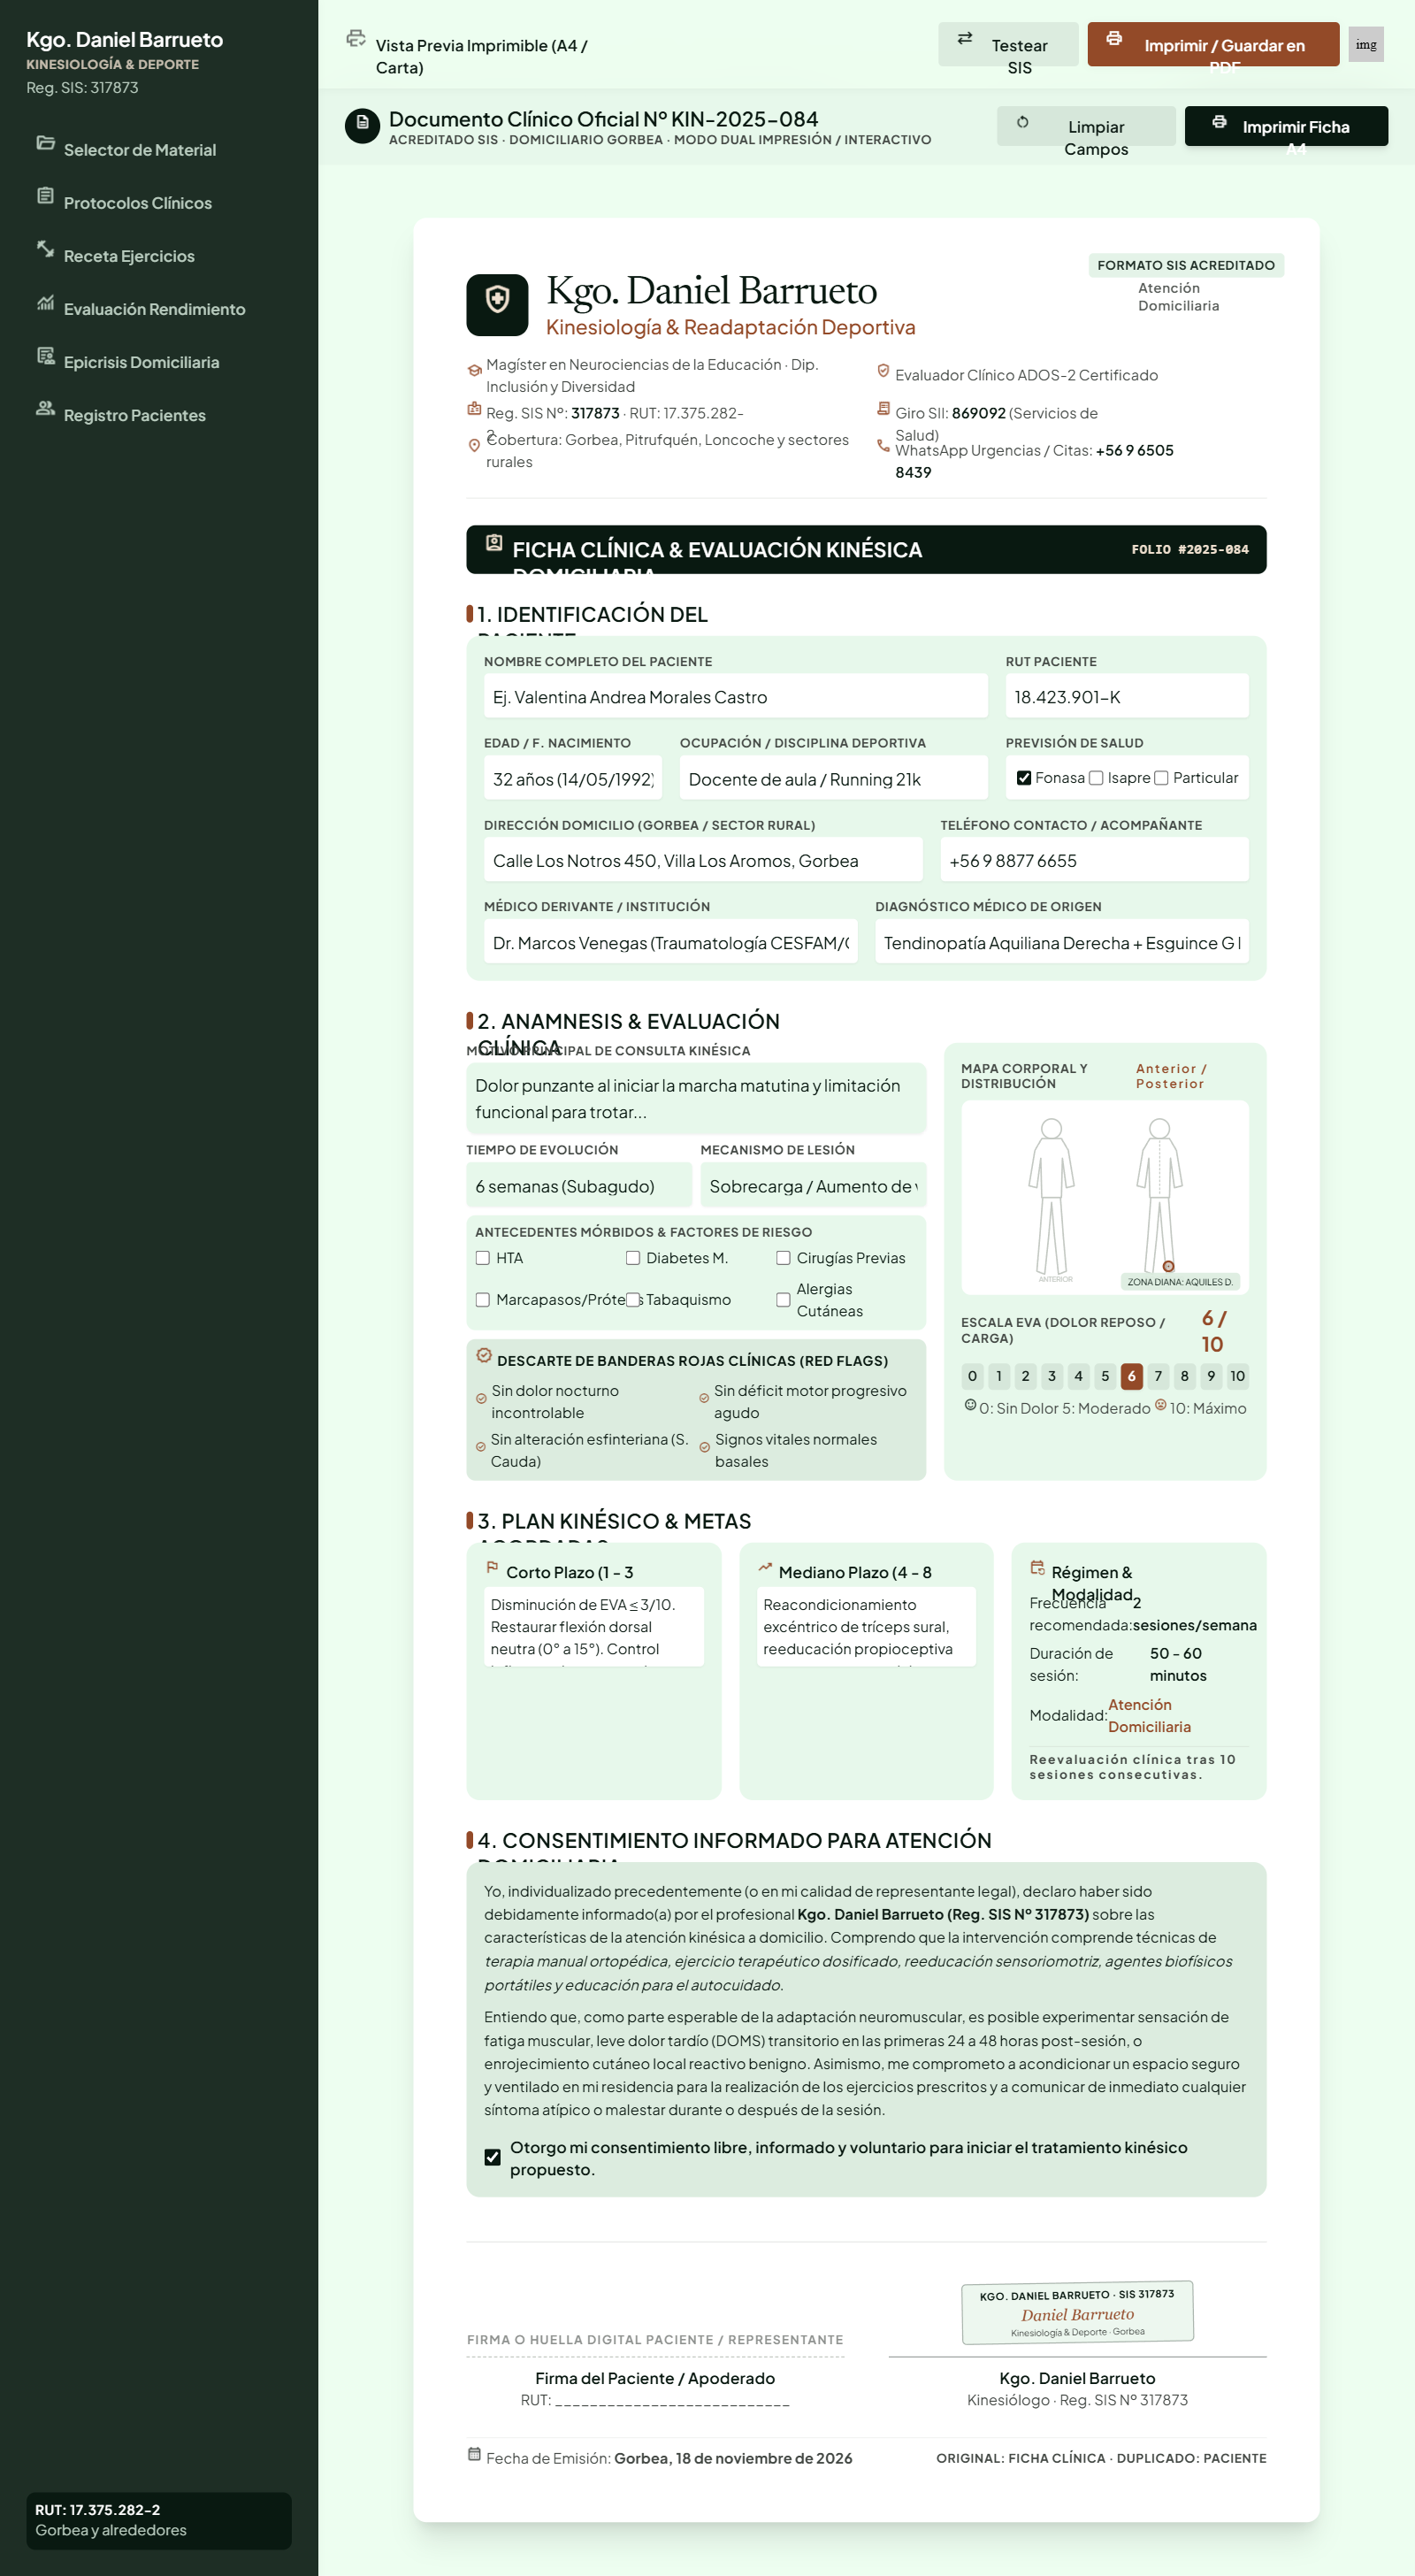 Kgo. Daniel Barrueto
KINESIOLOGÍA & DEPORTE
Reg. SIS: 317873
Selector de Material
Protocolos Clínicos
Receta Ejercicios
Evaluación Rendimiento
Epicrisis Domiciliaria
Registro Pacientes
RUT: 17.375.282-2
Gorbea y alrededores
Vista Previa Imprimible (A4 /
Carta)
Testear
SIS
Imprimir / Guardar en
PDF
img
Documento Clínico Oficial Nº KIN-2025-084
ACREDITADO SIS · DOMICILIARIO GORBEA · MODO DUAL IMPRESIÓN / INTERACTIVO
Limpiar
Campos
Imprimir Ficha
A4
FORMATO SIS ACREDITADO
Atención
Domiciliaria
Kgo. Daniel Barrueto
Kinesiología & Readaptación Deportiva
Magíster en Neurociencias de la Educación · Dip.
Inclusión y Diversidad
Evaluador Clínico ADOS-2 Certificado
Reg. SIS Nº: 317873 · RUT: 17.375.282-
2
Giro SII: 869092 (Servicios de
Salud)
Cobertura: Gorbea, Pitrufquén, Loncoche y sectores
rurales
WhatsApp Urgencias / Citas: +56 9 6505
8439
FICHA CLÍNICA & EVALUACIÓN KINÉSICA
DOMICILIARIA
FOLIO #2025-084
1. IDENTIFICACIÓN DEL
PACIENTE
NOMBRE COMPLETO DEL PACIENTE
Ej. Valentina Andrea Morales Castro
RUT PACIENTE
18.423.901-K
EDAD / F. NACIMIENTO
32 años (14/05/1992)
OCUPACIÓN / DISCIPLINA DEPORTIVA
Docente de aula / Running 21k
PREVISIÓN DE SALUD
Fonasa Isapre Particular
DIRECCIÓN DOMICILIO (GORBEA / SECTOR RURAL)
Calle Los Notros 450, Villa Los Aromos, Gorbea
TELÉFONO CONTACTO / ACOMPAÑANTE
+56 9 8877 6655
MÉDICO DERIVANTE / INSTITUCIÓN
Dr. Marcos Venegas (Traumatología CESFAM/
DIAGNÓSTICO MÉDICO DE ORIGEN
Tendinopatía Aquiliana Derecha + Esguince G I
2. ANAMNESIS & EVALUACIÓN
CLÍNICA
MOTIVO PRINCIPAL DE CONSULTA KINÉSICA
Dolor punzante al iniciar la marcha matutina y limitación
funcional para trotar...
TIEMPO DE EVOLUCIÓN
6 semanas (Subagudo)
MECANISMO DE LESIÓN
Sobrecarga / Aumento de
ANTECEDENTES MÓRBIDOS & FACTORES DE RIESGO
HTA
Diabetes M.
Cirugías Previas
Marcapasos/Prótesis
Tabaquismo
Alergias
Cutáneas
DESCARTE DE BANDERAS ROJAS CLÍNICAS (RED FLAGS)
Sin dolor nocturno
incontrolable
Sin déficit motor progresivo
agudo
Sin alteración esfinteriana (S.
Cauda)
Signos vitales normales
basales
MAPA CORPORAL Y
DISTRIBUCIÓN
Anterior /
Posterior
ANTERIOR
ZONA DIANA: AQUILES D.
ESCALA EVA (DOLOR REPOSO /
CARGA)
6 /
10
0 1 2 3 4 5 6 7 8 9 10
0: Sin Dolor 5: Moderado 10: Máximo
3. PLAN KINÉSICO & METAS
ACORDADAS
Corto Plazo (1 - 3
Disminución de EVA ≤ 3/10.
Restaurar flexión dorsal
neutra (0° a 15°). Control
Mediano Plazo (4 - 8
Reacondicionamiento
excéntrico de tríceps sural,
reeducación propioceptiva
Régimen &
Modalidad
Frecuencia
recomendada:
2
sesiones/semana
Duración de
sesión:
50 - 60
minutos
Modalidad:
Atención
Domiciliaria
Reevaluación clínica tras 10
sesiones consecutivas.
4. CONSENTIMIENTO INFORMADO PARA ATENCIÓN
DOMICILIARIA
Yo, individualizado precedentemente (o en mi calidad de representante legal), declaro haber sido
debidamente informado(a) por el profesional Kgo. Daniel Barrueto (Reg. SIS Nº 317873) sobre las
características de la atención kinésica a domicilio. Comprendo que la intervención comprende técnicas de
terapia manual ortopédica, ejercicio terapéutico dosificado, reeducación sensoriomotriz, agentes biofísicos
portátiles y educación para el autocuidado.
Entiendo que, como parte esperable de la adaptación neuromuscular, es posible experimentar sensación de
fatiga muscular, leve dolor tardío (DOMS) transitorio en las primeras 24 a 48 horas post-sesión, o
enrojecimiento cutáneo local reactivo benigno. Asimismo, me comprometo a acondicionar un espacio seguro
y ventilado en mi residencia para la realización de los ejercicios prescritos y a comunicar de inmediato cualquier
síntoma atípico o malestar durante o después de la sesión.
Otorgo mi consentimiento libre, informado y voluntario para iniciar el tratamiento kinésico
propuesto.
FIRMA O HUELLA DIGITAL PACIENTE / REPRESENTANTE
Firma del Paciente / Apoderado
RUT: ___________________________
KGO. DANIEL BARRUETO · SIS 317873
Daniel Barrueto
Kinesiología & Deporte · Gorbea
Kgo. Daniel Barrueto
Kinesiólogo · Reg. SIS Nº 317873
Fecha de Emisión: Gorbea, 18 de noviembre de 2026
ORIGINAL: FICHA CLÍNICA · DUPLICADO: PACIENTE